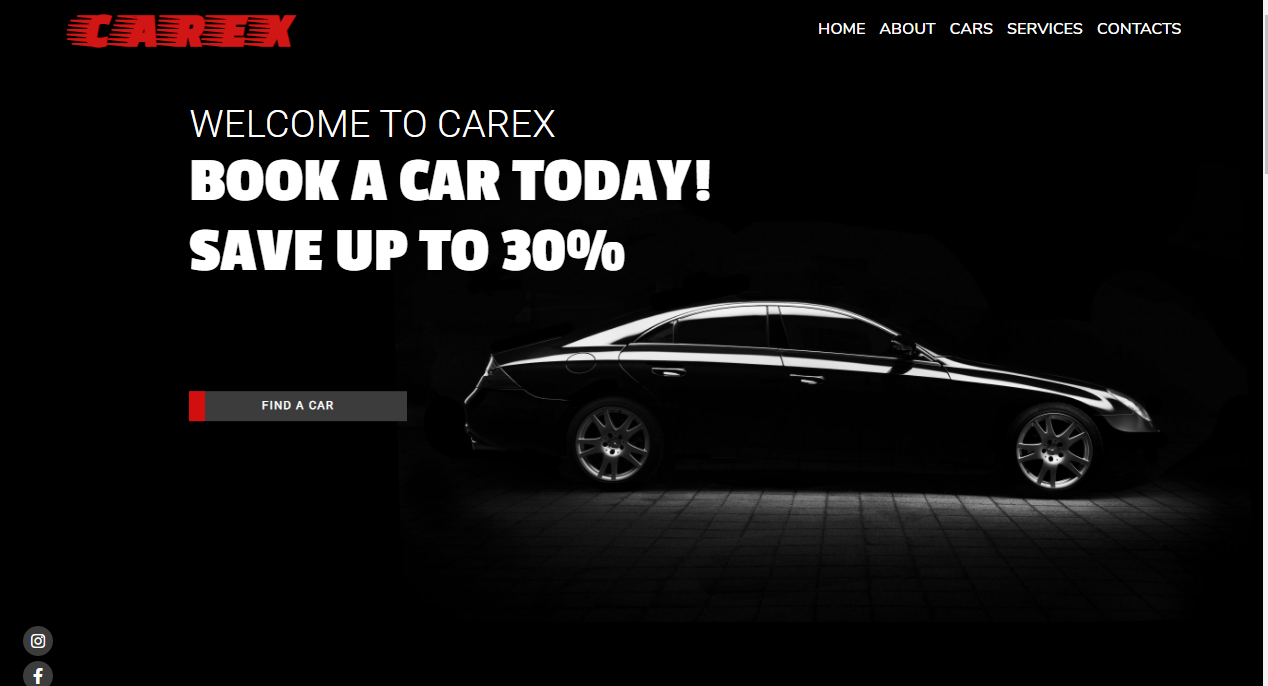 CAREX
HOME ABOUT CARS SERVICES CONTACTS
WELCOME TO CAREX
BOOK A CAR TODAY!
SAVE UP TO 30%
FIND A CAR